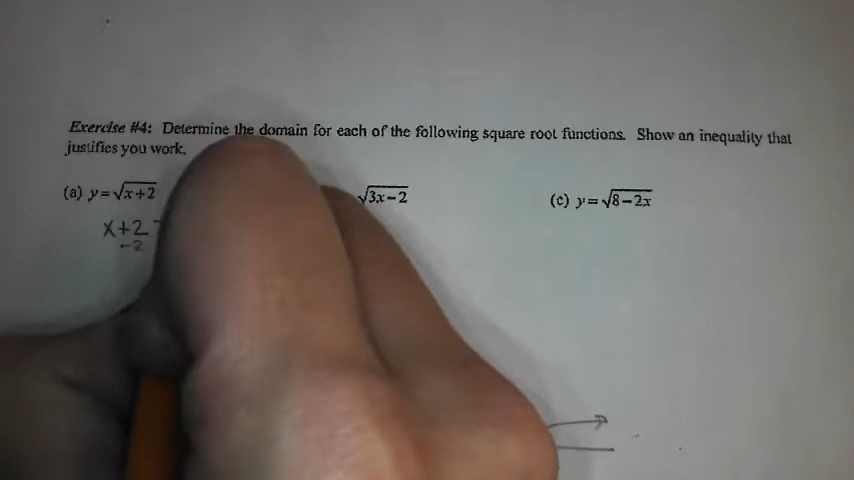 Exercise #4: Determine the domain for each of the following square root functions. Show an inequality that
justifies you work.
(a) y=√x+2 √3x-2 (c) y=√8-2x
x+2
-2